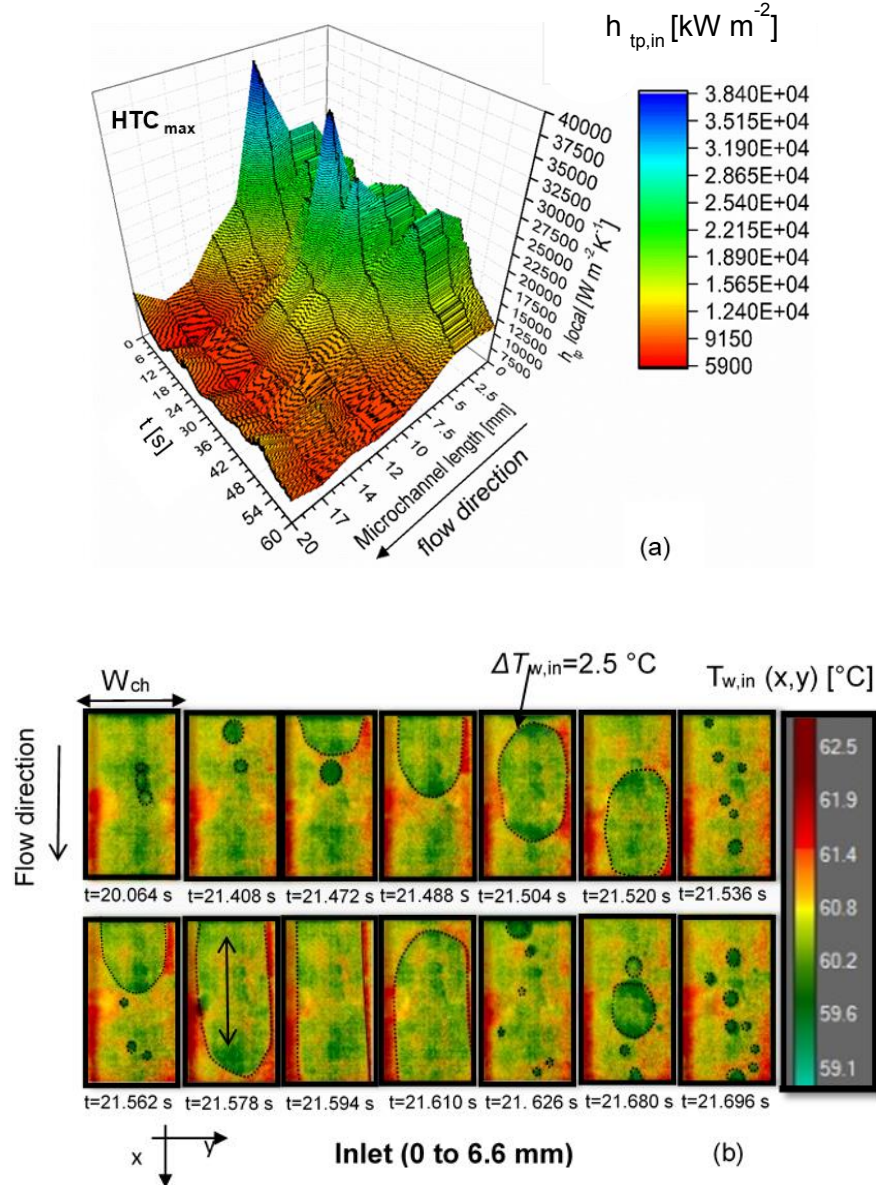 h tp,in [kW m-2]
HTC max
3.840E+04
3.515E+04
3.190E+04
2.865E+04
2.540E+04
2.215E+04
1.890E+04
1.565E+04
1.240E+04
9150
5900
40000
37500
35000
32500
30000
27500
25000
22500
20000
17500
15000
12500
10000
7500
h tp local [W m-2K-1]
0
6
12
18
24
30
36
42
48
54
60
t [s]
0
2.5
5
7.5
10
12
14
17
20
Microchannel length [mm]
flow direction
(a)
ΔTw,in=2.5 °C
Wch
Tw,in (x,y) [°C]
Flow direction
62.5
61.9
61.4
60.8
60.2
59.6
59.1
t=20.064 s t=21.408 s t=21.472 s t=21.488 s t=21.504 s t=21.520 s t=21.536 s
t=21.562 s t=21.578 s t=21.594 s t=21.610 s t=21. 626 s t=21.680 s t=21.696 s
x
y
Inlet (0 to 6.6 mm)
(b)